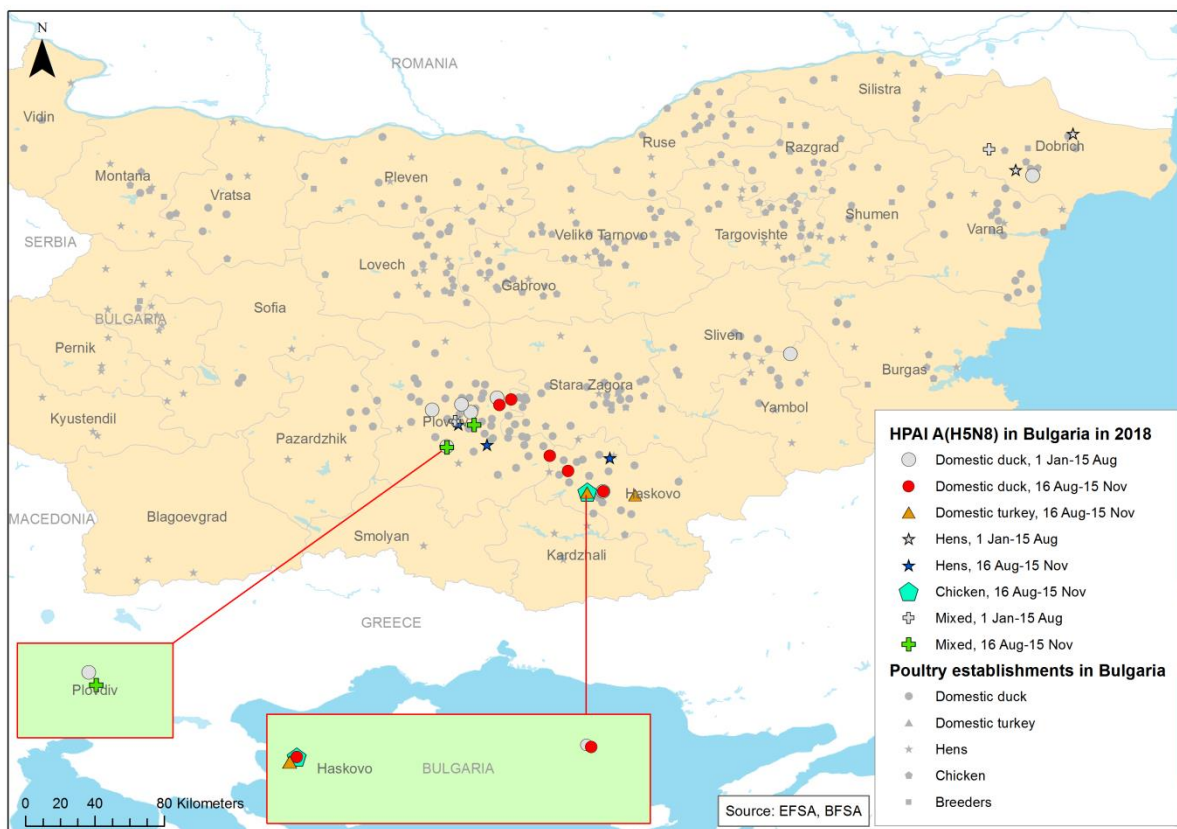 N
ROMANIA
Vidin
Silistra
Ruse
Dobrich
Razgrad
Montana
Pleven
Vratsa
Shumen
Varna
SERBIA
Veliko Tarnovo
Targovishte
Lovech
Gabrovo
Sofia
BULGARIA
Sliven
Pernik
Burgas
Stara Zagora
Yambol
Kyustendil
Plovdiv
Pazardzhik
Haskovo
MACEDONIA
Blagoevgrad
Smolyan
Kardzhali
GREECE
HPAI A(H5N8) in Bulgaria in 2018
Domestic duck, 1 Jan-15 Aug
Domestic duck, 16 Aug-15 Nov
Domestic turkey, 16 Aug-15 Nov
Hens, 1 Jan-15 Aug
Hens, 16 Aug-15 Nov
Chicken, 16 Aug-15 Nov
Mixed, 1 Jan-15 Aug
Mixed, 16 Aug-15 Nov
Poultry establishments in Bulgaria
Domestic duck
Domestic turkey
Hens
Chicken
Breeders
Plovdiv
Haskovo
BULGARIA
0 20 40 80 Kilometers
Source: EFSA, BFSA